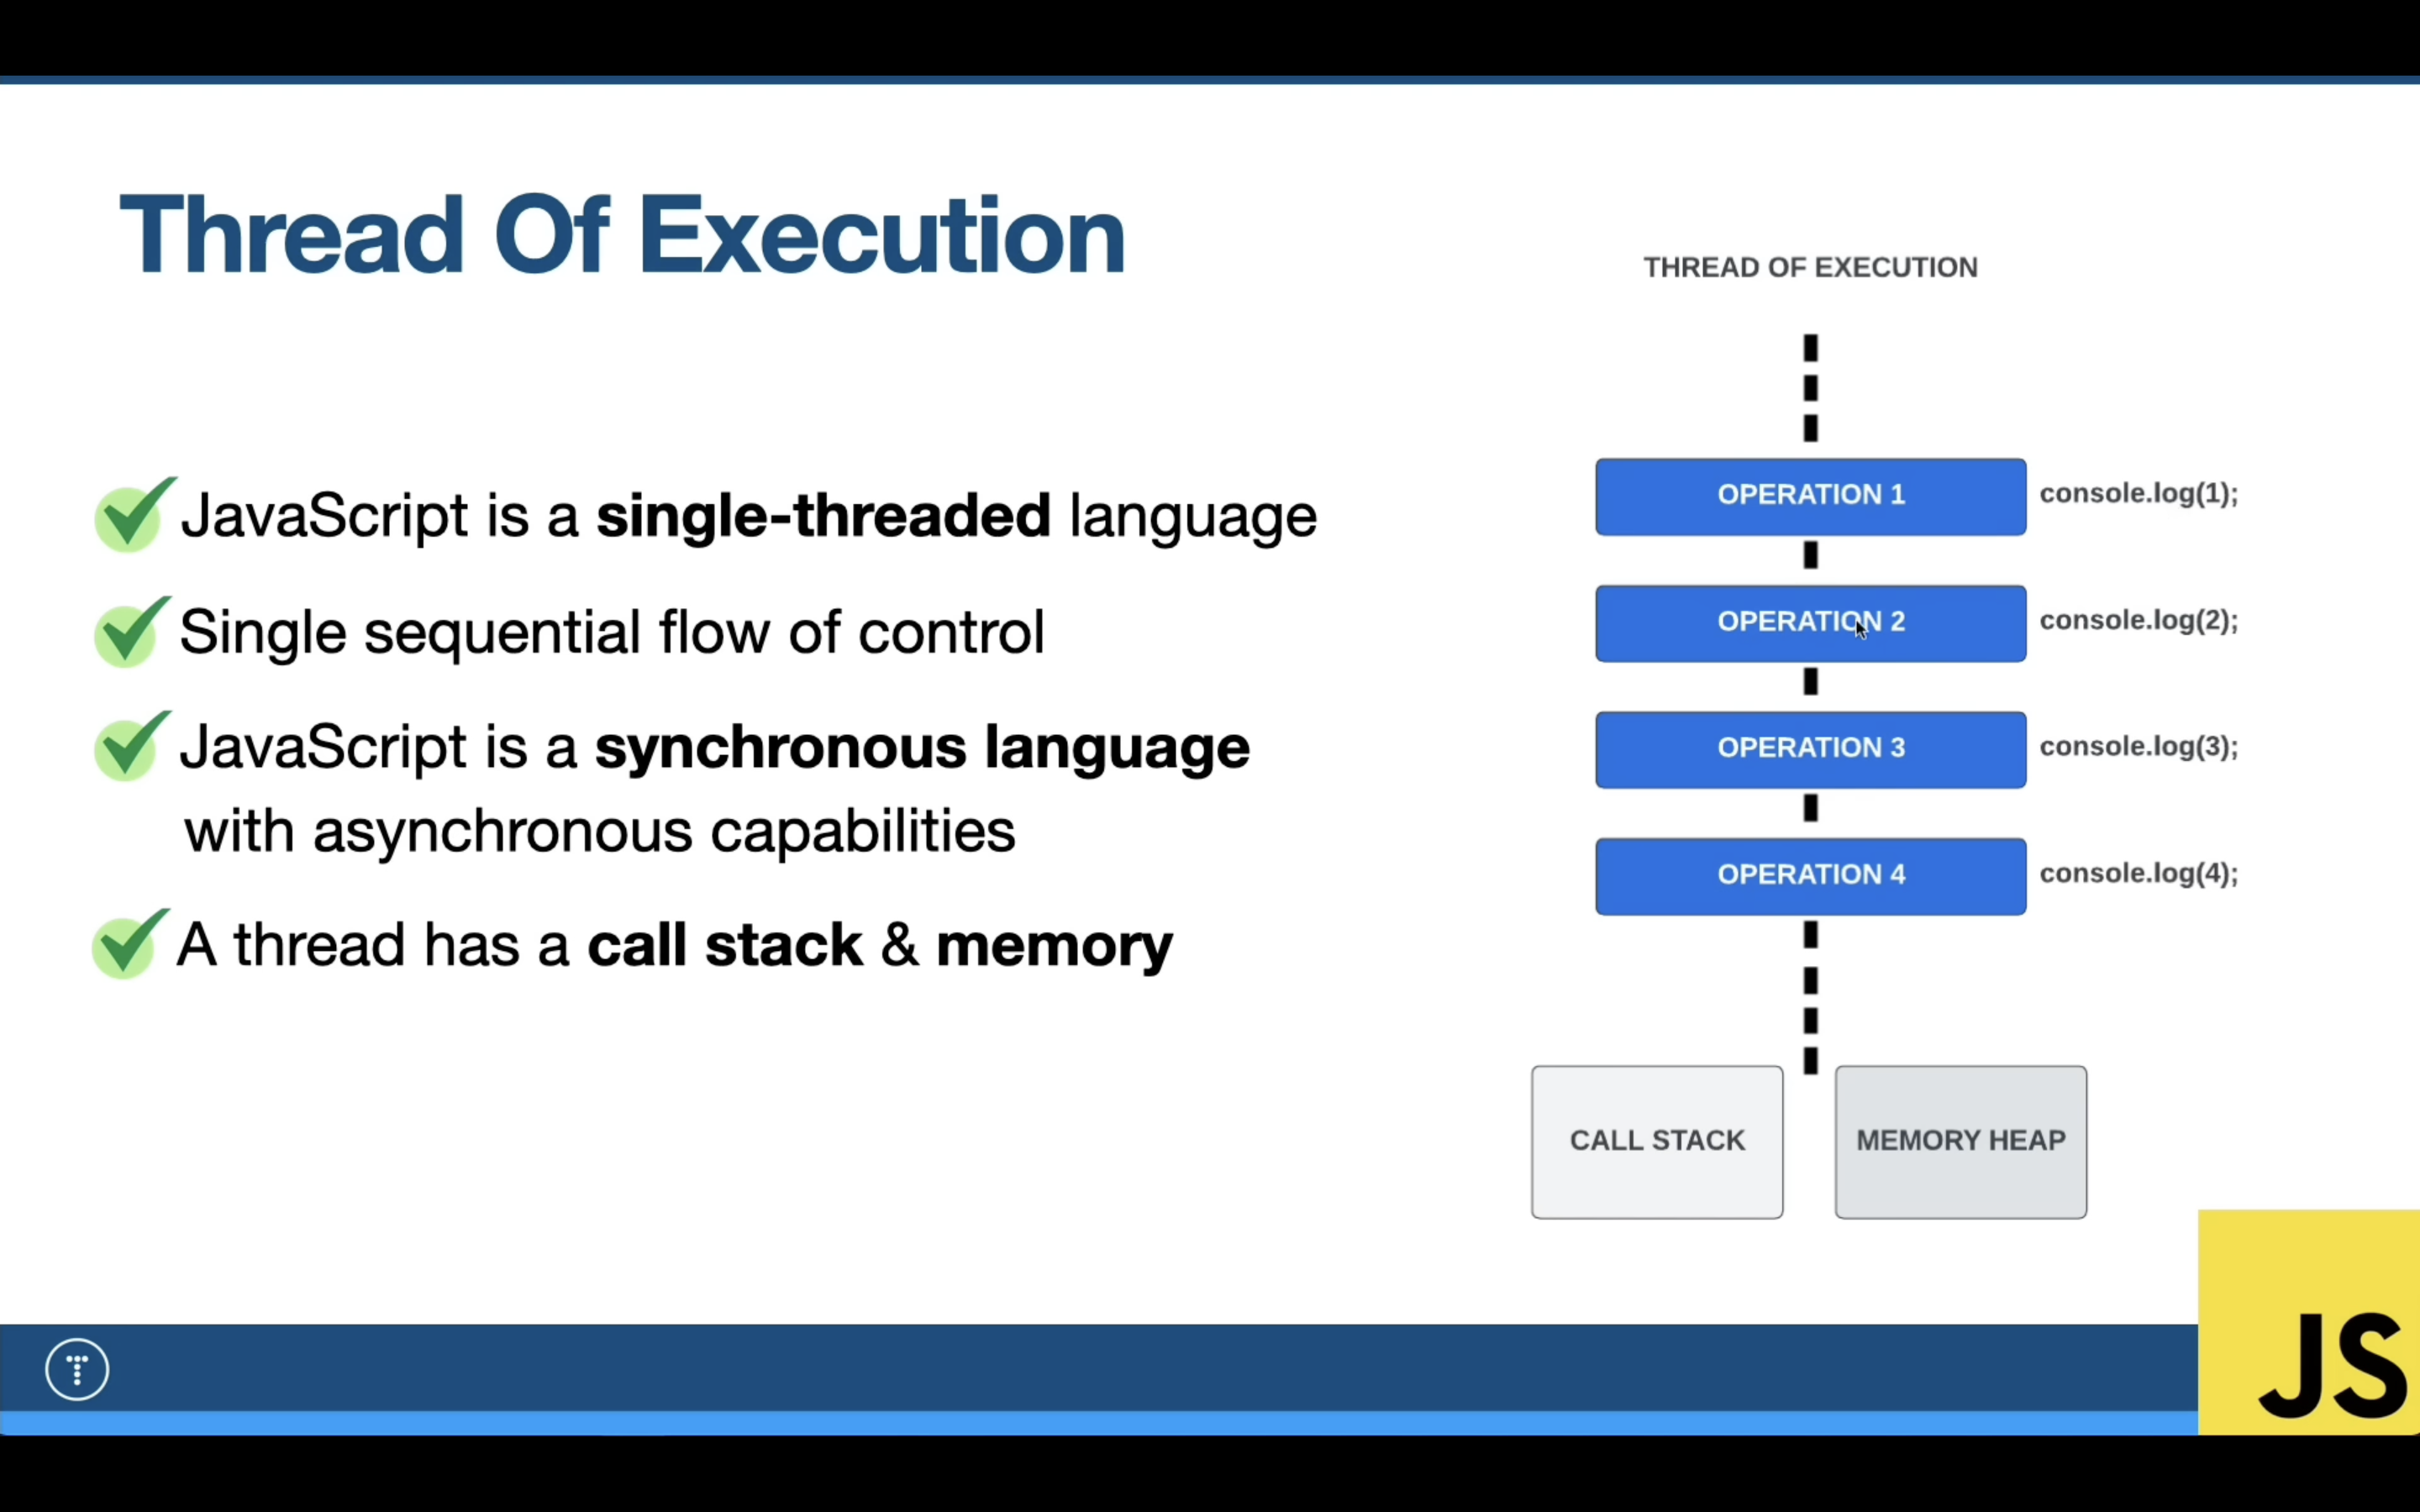 Thread Of Execution
JavaScript is a single-threaded language
Single sequential flow of control
JavaScript is a synchronous language
with asynchronous capabilities
A thread has a call stack & memory
THREAD OF EXECUTION
OPERATION 1 console.log(1);
OPERATION 2 console.log(2);
OPERATION 3 console.log(3);
OPERATION 4 console.log(4);
CALL STACK
MEMORY HEAP
T
JS